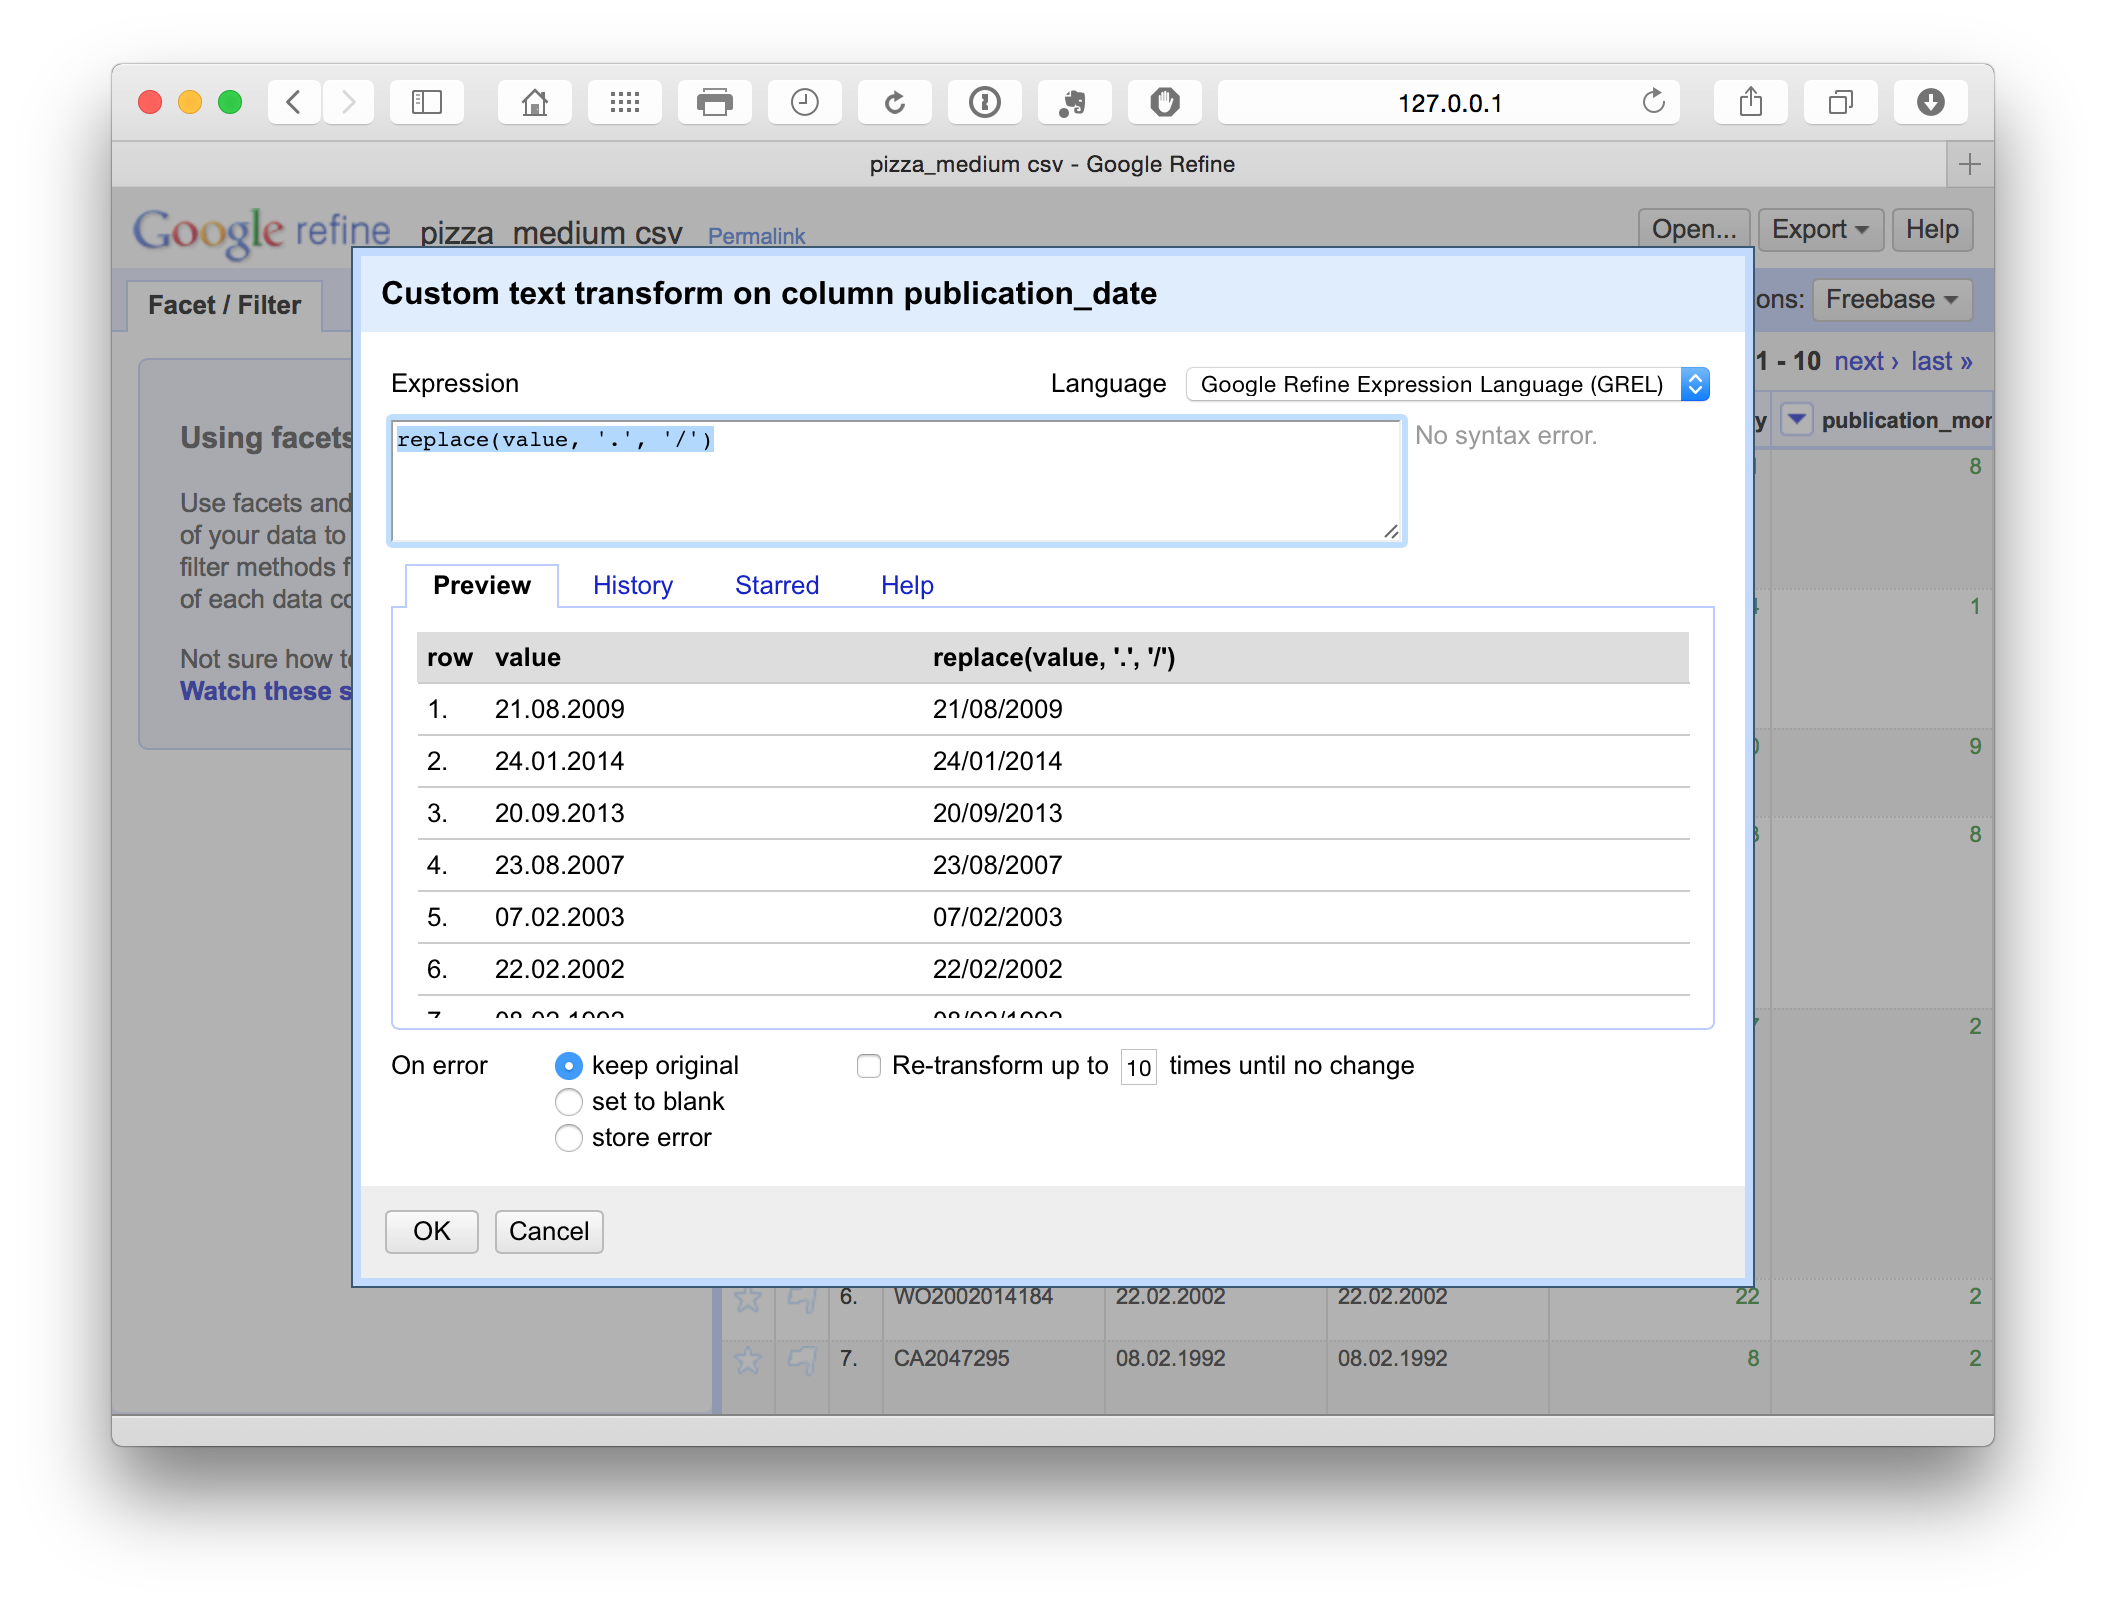 127.0.0.1
pizza_medium csv - Google Refine
Google refine pizza_medium csv Permalink Open... Export Help
Facet / Filter ons: Freebase
1 - 10 next › last »
publication_mor
Using facets
Use facets and
of your data to
filter methods f
of each data co
Not sure how to
Watch these s
Custom text transform on column publication_date
Expression Language Google Refine Expression Language (GREL)
replace(value, '.', '/') No syntax error.
Preview History Starred Help
row value replace(value, '.', '/')
1. 21.08.2009 21/08/2009
2. 24.01.2014 24/01/2014
3. 20.09.2013 20/09/2013
4. 23.08.2007 23/08/2007
5. 07.02.2003 07/02/2003
6. 22.02.2002 22/02/2002
7. 08.02.1992 08/02/1992
On error keep original Re-transform up to 10 times until no change
set to blank
store error
OK Cancel
8
1
9
8
2
6. WO2002014184 22.02.2002 22.02.2002 22 2
7. CA2047295 08.02.1992 08.02.1992 8 2